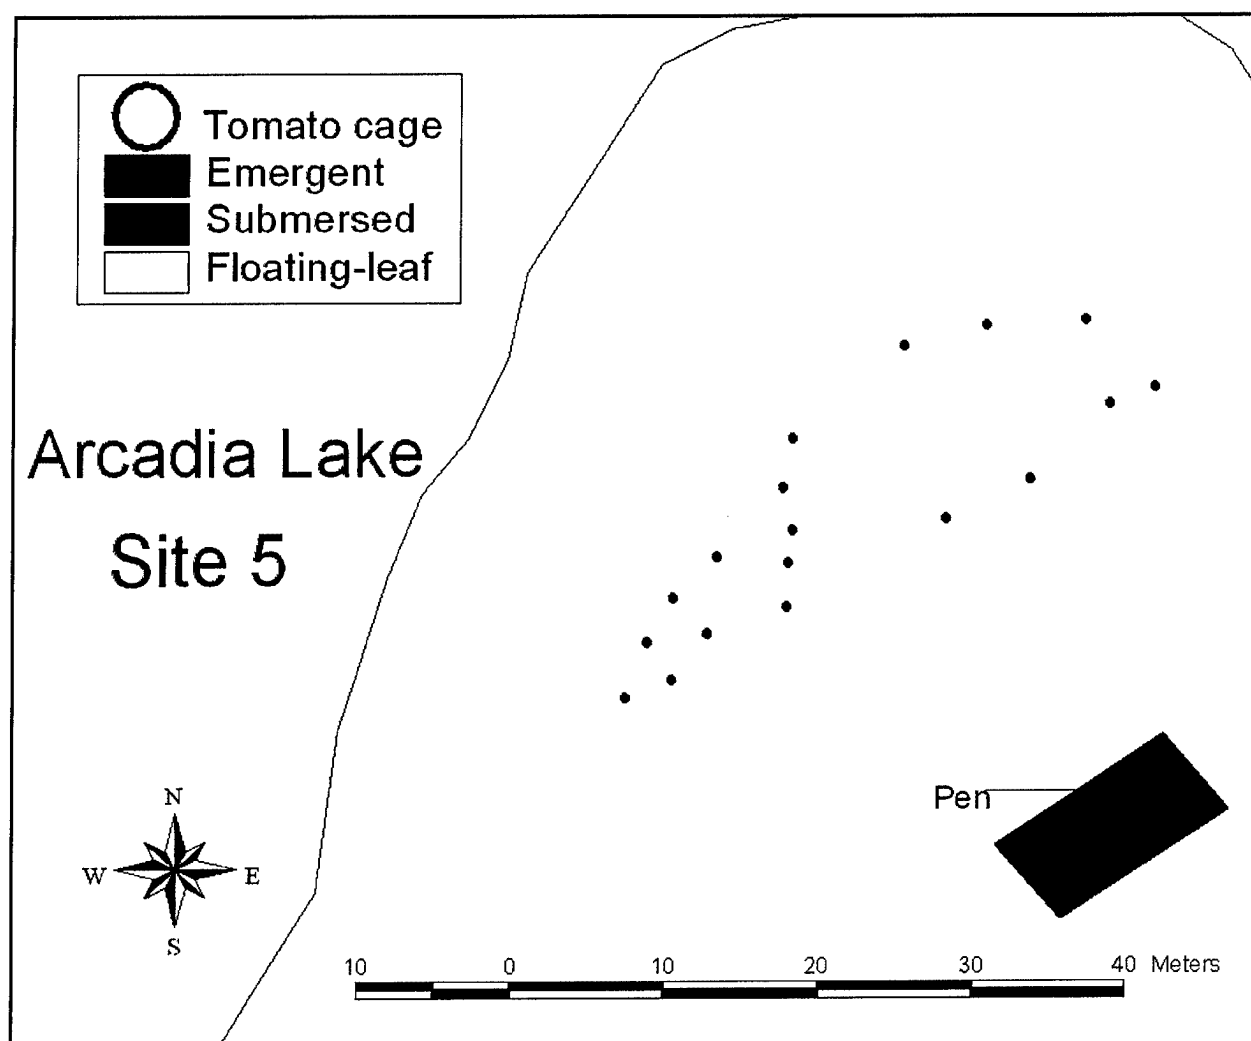 Tomato cage
Emergent
Submersed
Floating-leaf
Arcadia Lake
Site 5
Pen
N
W E
S
10 0 10 20 30 40 Meters